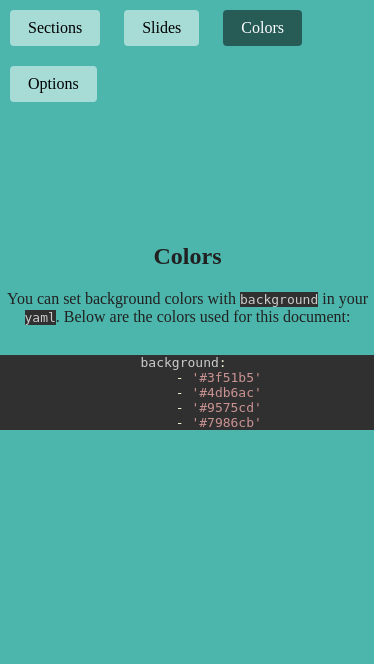 Sections
Slides
Colors
Options
Colors
You can set background colors with background in your
yaml. Below are the colors used for this document:
background:
- '#3f51b5'
- '#4db6ac'
- '#9575cd'
- '#7986cb'